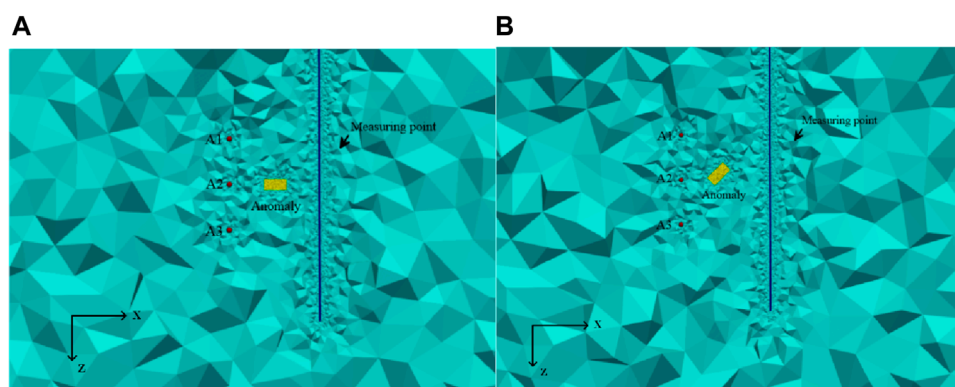 A
B
A1
Measuring point
A2
Anomaly
A3
X
Z
A1
Measuring point
A2
Anomaly
A3
X
Z